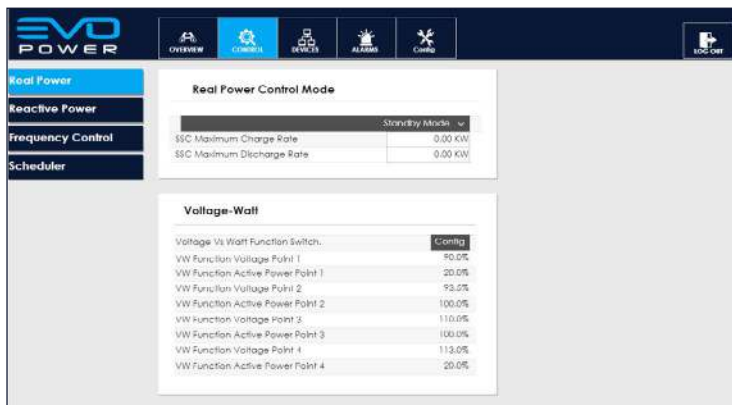 EVO
POWER
OVERVIEW
CONTROL
DEVICES
ALARMS
Config
LOG OUT
Real Power
Reactive Power
Frequency Control
Scheduler
Real Power Control Mode
Standby Mode
SSC Maximum Charge Rate 0.00 KW
SSC Maximum Discharge Rate 0.00 KW
Voltage-Watt
Voltage Vs Watt Function Switch. Config
VW Function Voltage Point 1 90.0%
VW Function Active Power Point 1 20.0%
VW Function Voltage Point 2 93.5%
VW Function Active Power Point 2 100.0%
VW Function Voltage Point 3 110.0%
VW Function Active Power Point 3 100.0%
VW Function Voltage Point 4 113.0%
VW Function Active Power Point 4 20.0%